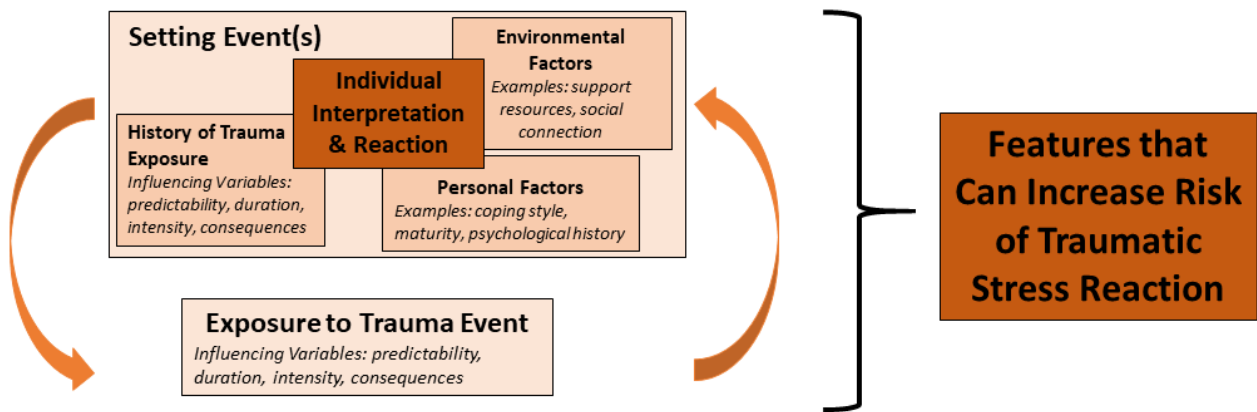 Setting Event(s)
Environmental
Factors
Examples: support
resources, social
connection
Individual
Interpretation
& Reaction
History of Trauma
Exposure
Influencing Variables:
predictability, duration,
intensity, consequences
Personal Factors
Examples: coping style,
maturity, psychological history
Exposure to Trauma Event
Influencing Variables: predictability,
duration, intensity, consequences
Features that
Can Increase Risk
of Traumatic
Stress Reaction